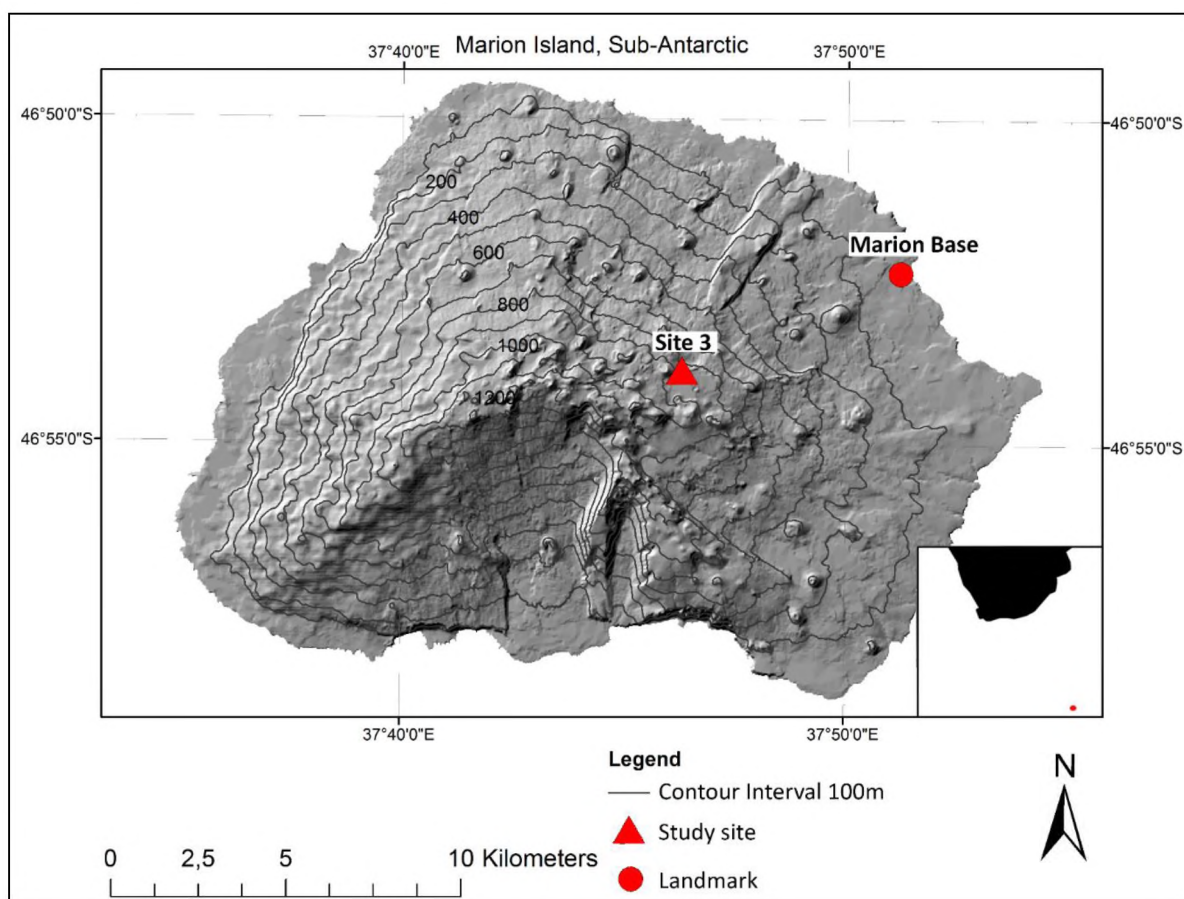 Marion Island, Sub-Antarctic
37°40'0"E
37°50'0"E
46°50'0"S
46°50'0"S
200
400
600
800
1000
1200
Marion Base
Site 3
46°55'0"S
46°55'0"S
37°40'0"E
37°50'0"E
Legend
Contour Interval 100m
Study site
Landmark
N
0 2,5 5 10 Kilometers